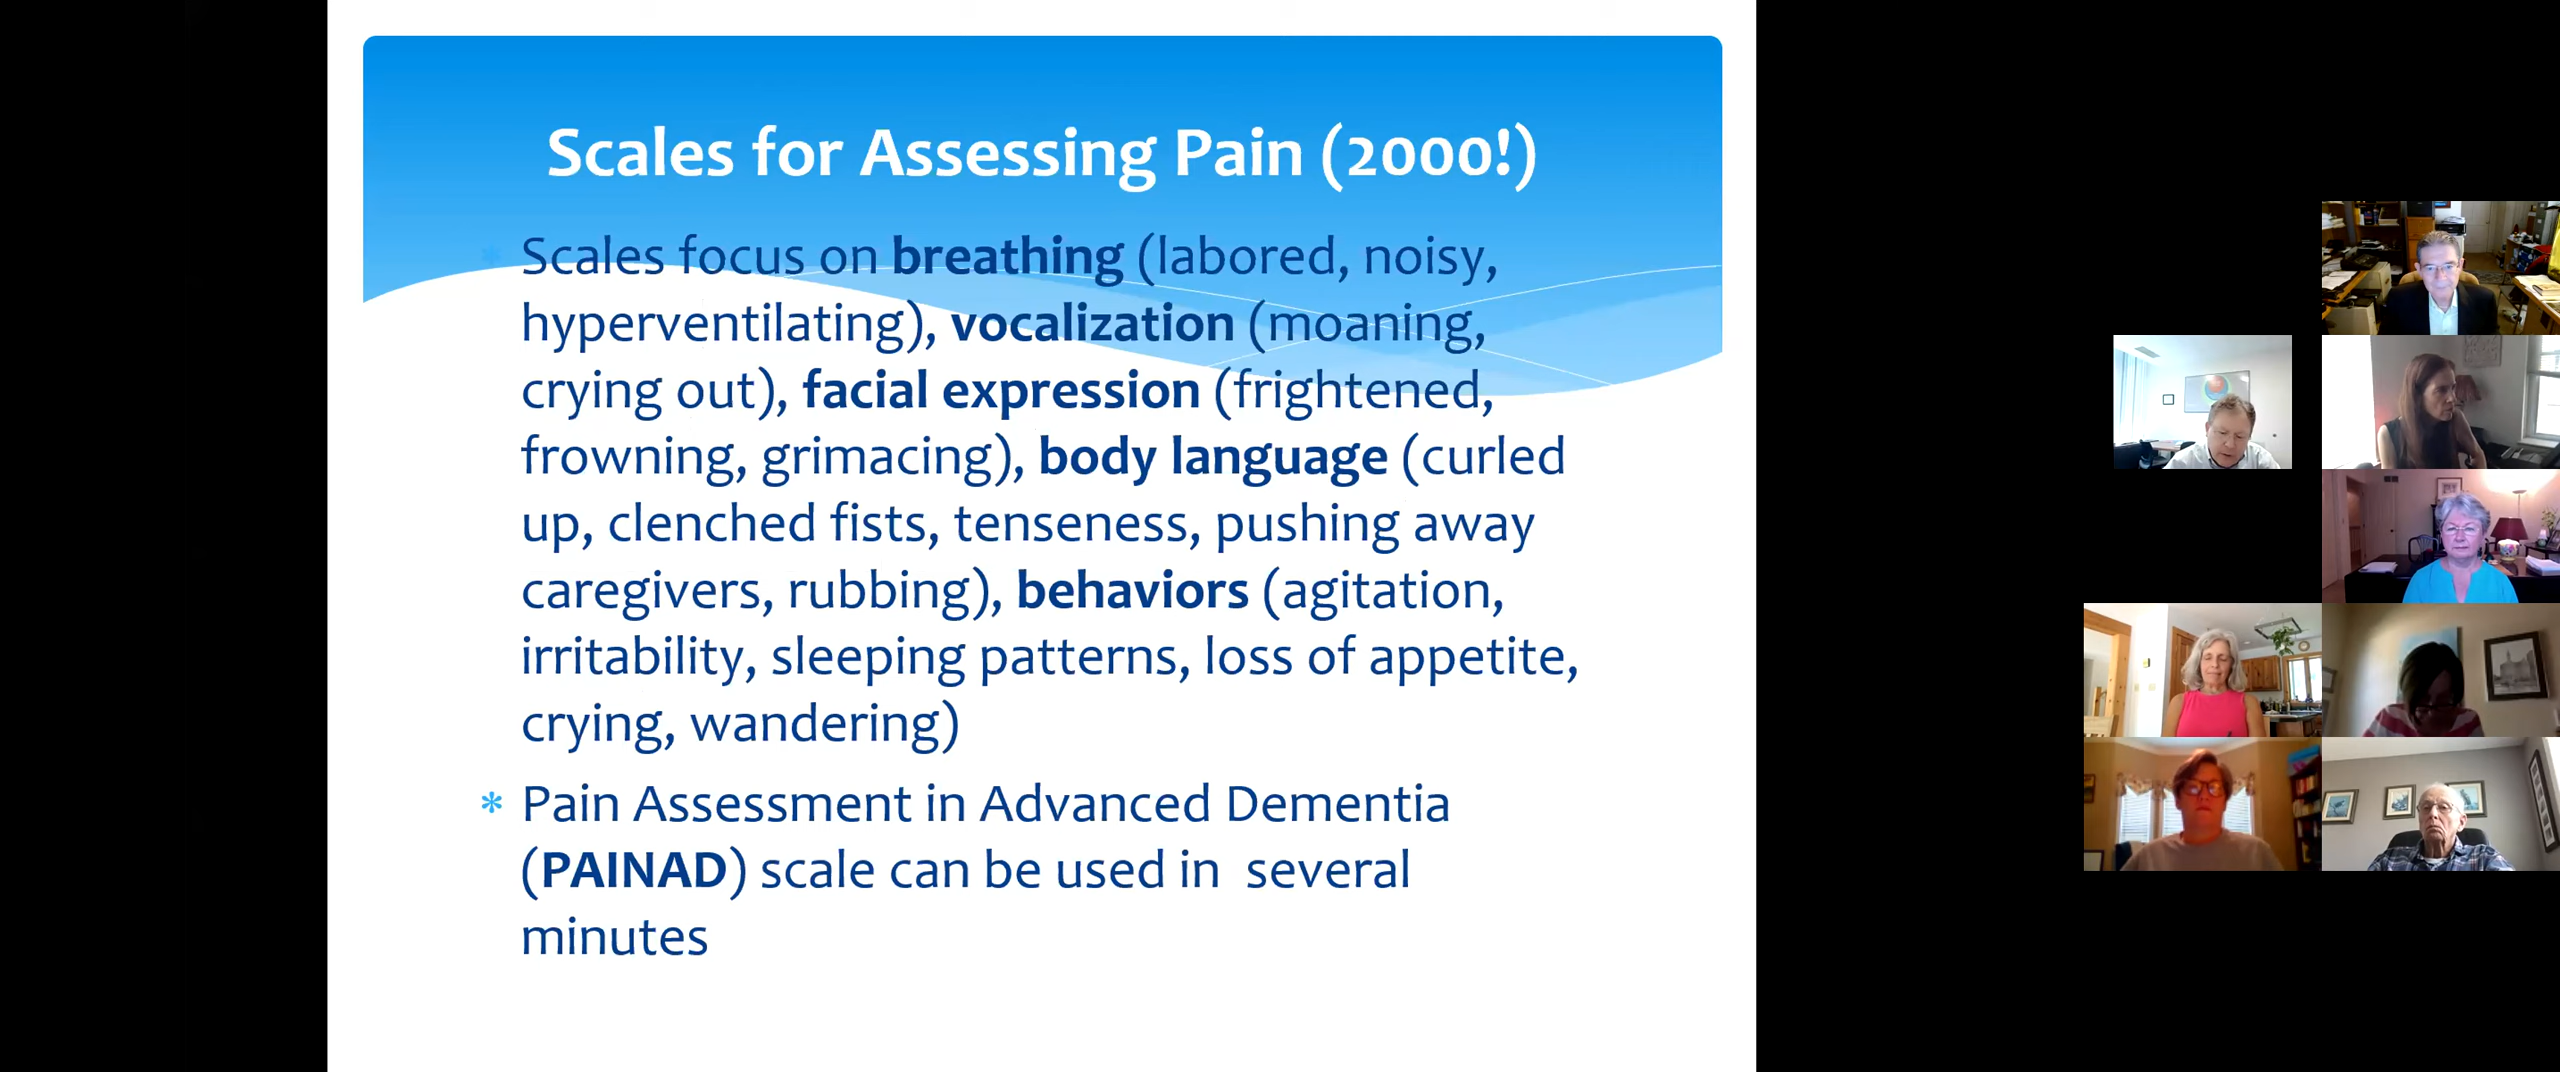 Scales for Assessing Pain (2000!)
* Scales focus on breathing (labored, noisy,
hyperventilating), vocalization (moaning,
crying out), facial expression (frightened,
frowning, grimacing), body language (curled
up, clenched fists, tenseness, pushing away
caregivers, rubbing), behaviors (agitation,
irritability, sleeping patterns, loss of appetite,
crying, wandering)
* Pain Assessment in Advanced Dementia
(PAINAD) scale can be used in  several
minutes